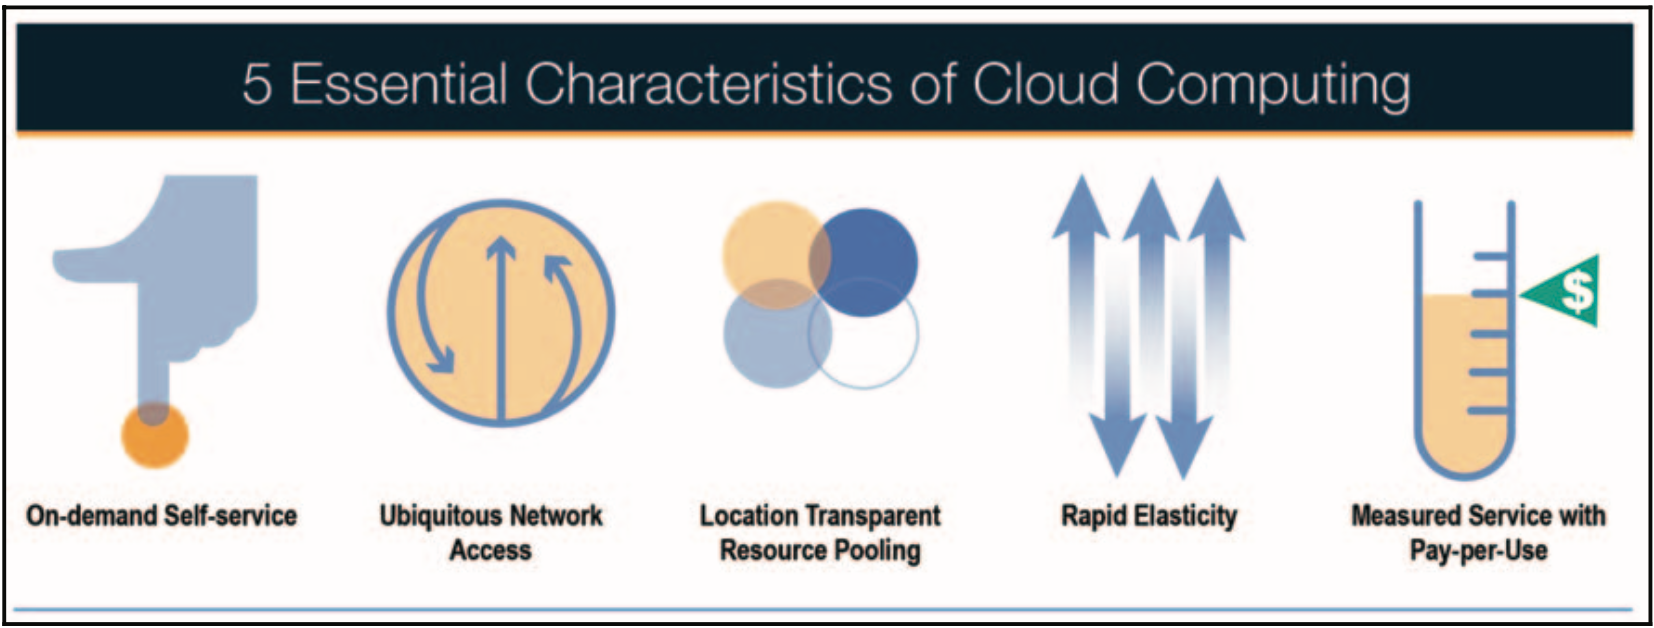 5 Essential Characteristics of Cloud Computing
$
On-demand Self-service
Ubiquitous Network
Access
Location Transparent
Resource Pooling
Rapid Elasticity
Measured Service with
Pay-per-Use